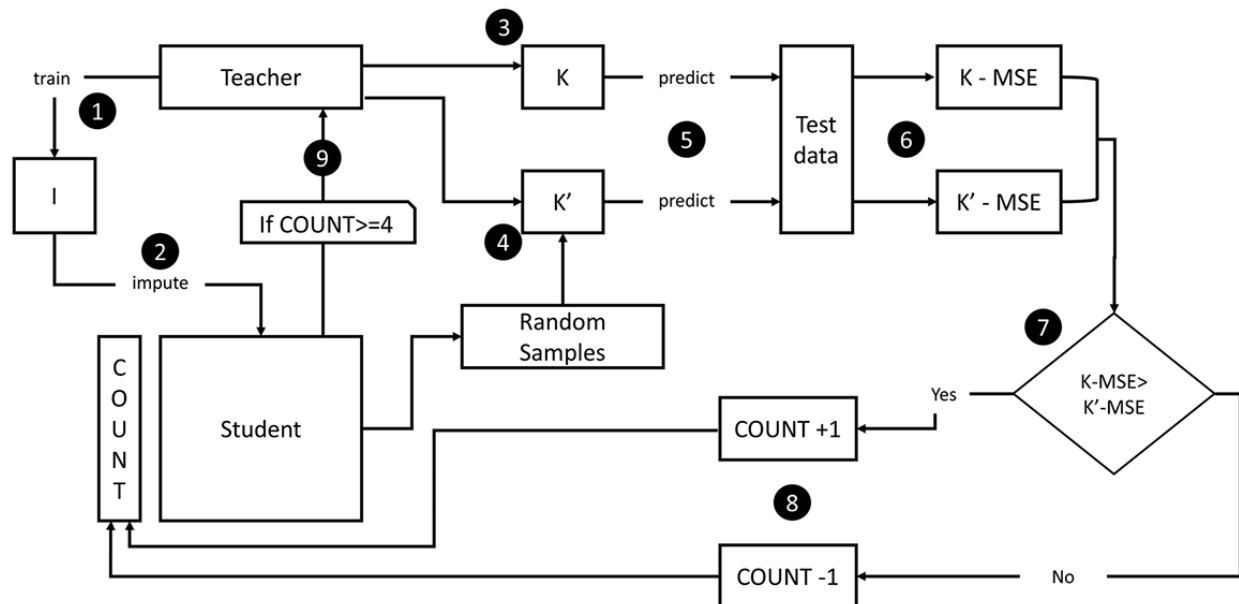 3
train
Teacher
K
predict
K - MSE
1
Test
data
5
6
9
I
K’
predict
K’ - MSE
If COUNT>=4
4
2
impute
Random
Samples
7
C
O
U
N
T
Student
K-MSE>
K’-MSE
Yes
COUNT +1
8
COUNT -1
No